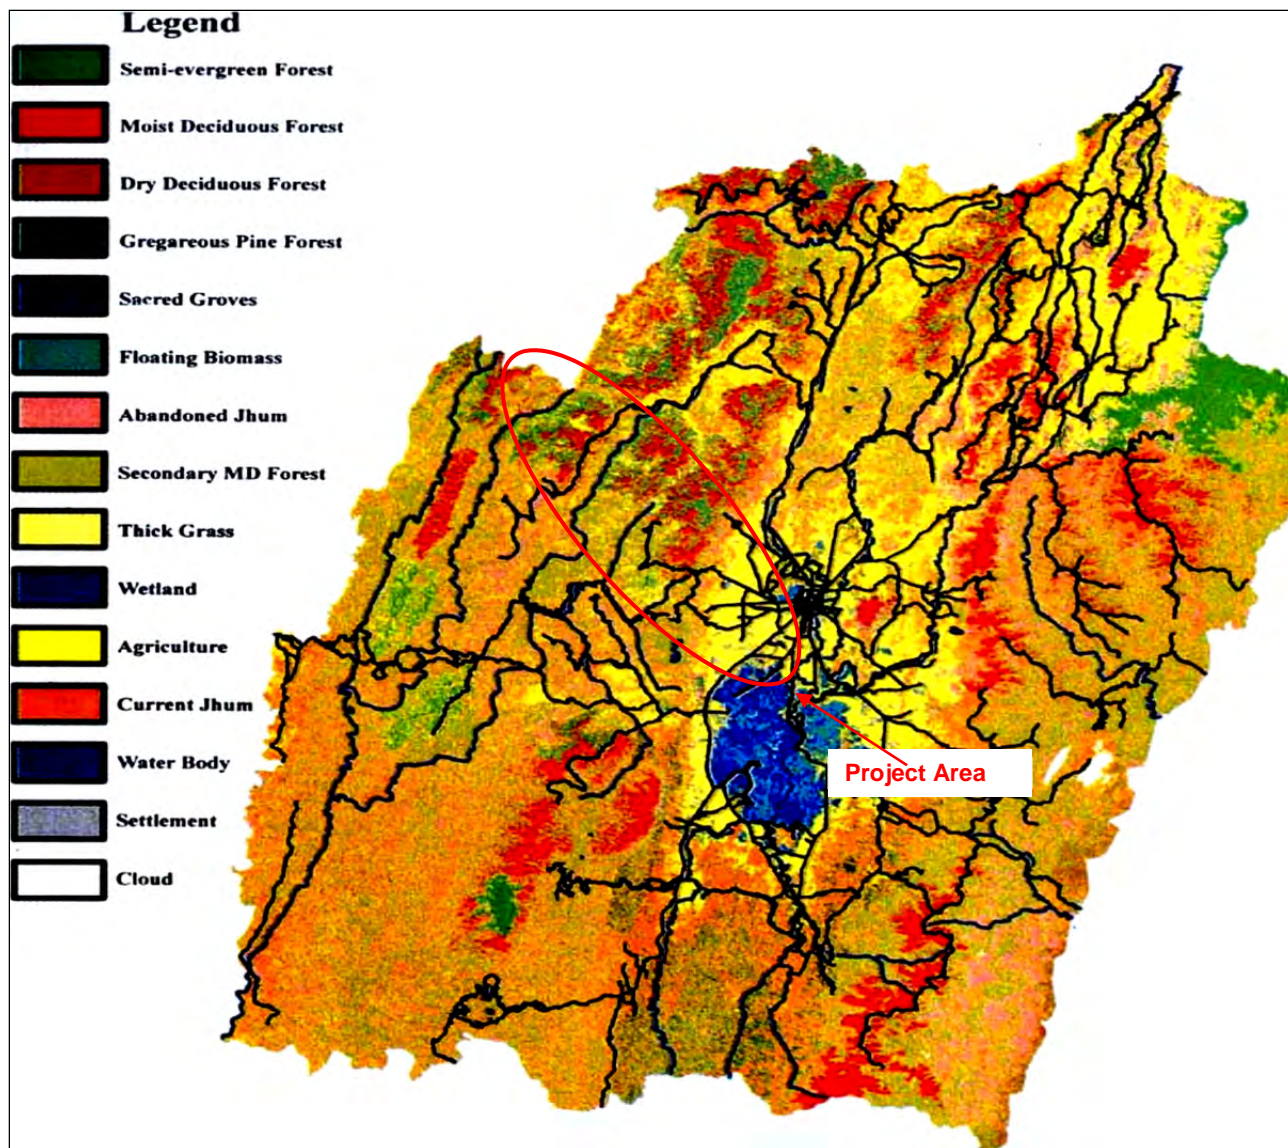 Legend
Semi-evergreen Forest
Moist Deciduous Forest
Dry Deciduous Forest
Gregareous Pine Forest
Sacred Groves
Floating Biomass
Abandoned Jhum
Secondary MD Forest
Thick Grass
Wetland
Agriculture
Current Jhum
Water Body
Settlement
Cloud
Project Area